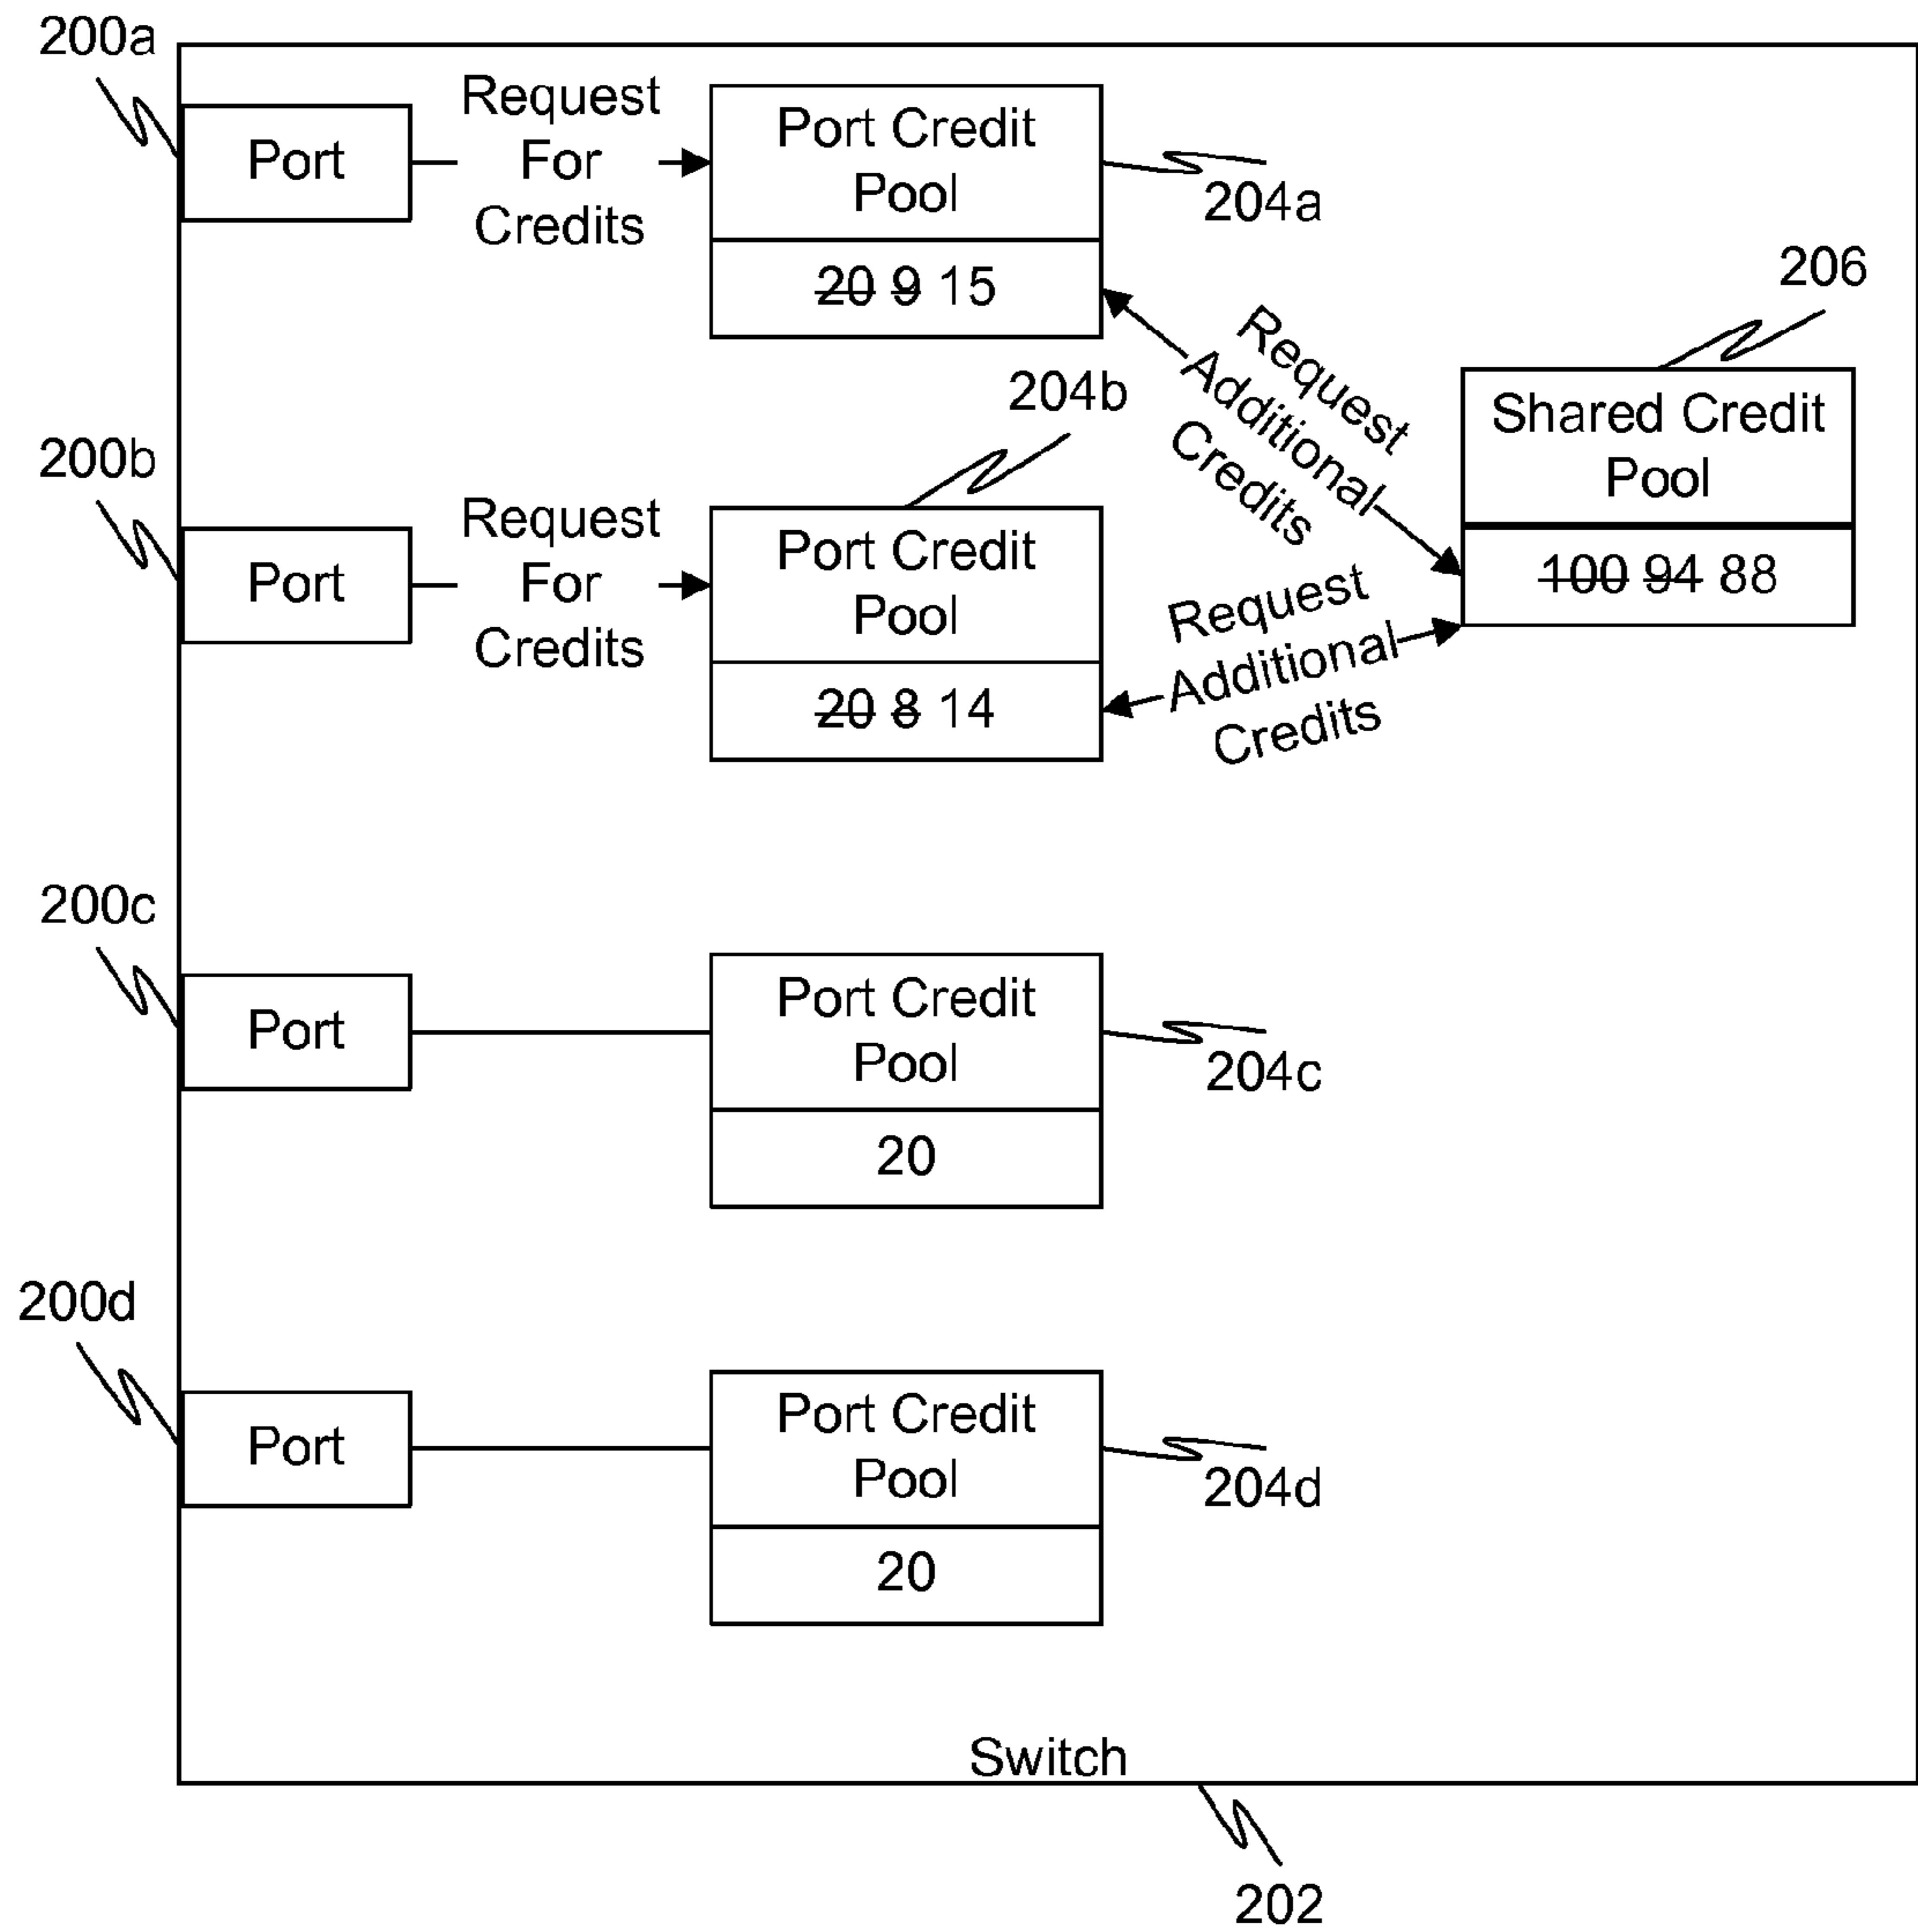 200a
Port
Request
For
Credits
Port Credit
Pool
20 9 15
204a
206
Request
Additional
Credits
Shared Credit
Pool
100 94 88
204b
200b
Port
Request
For
Credits
Port Credit
Pool
20 8 14
Request
Additional
Credits
200c
Port
Port Credit
Pool
20
204c
200d
Port
Port Credit
Pool
20
204d
Switch
202